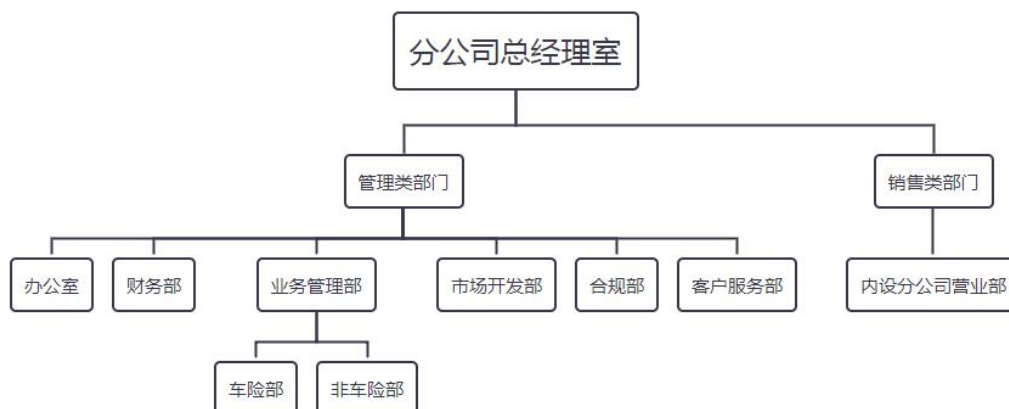 分公司总经理室
管理类部门
销售类部门
办公室
财务部
业务管理部
市场开发部
合规部
客户服务部
内设分公司营业部
车险部
非车险部